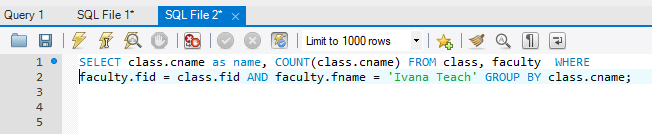 Query 1 SQL File 1* SQL File 2* ×
Limit to 1000 rows
1 SELECT class.cname as name, COUNT(class.cname) FROM class, faculty  WHERE
2 faculty.fid = class.fid AND faculty.fname = 'Ivana Teach' GROUP BY class.cname;
3
4
5